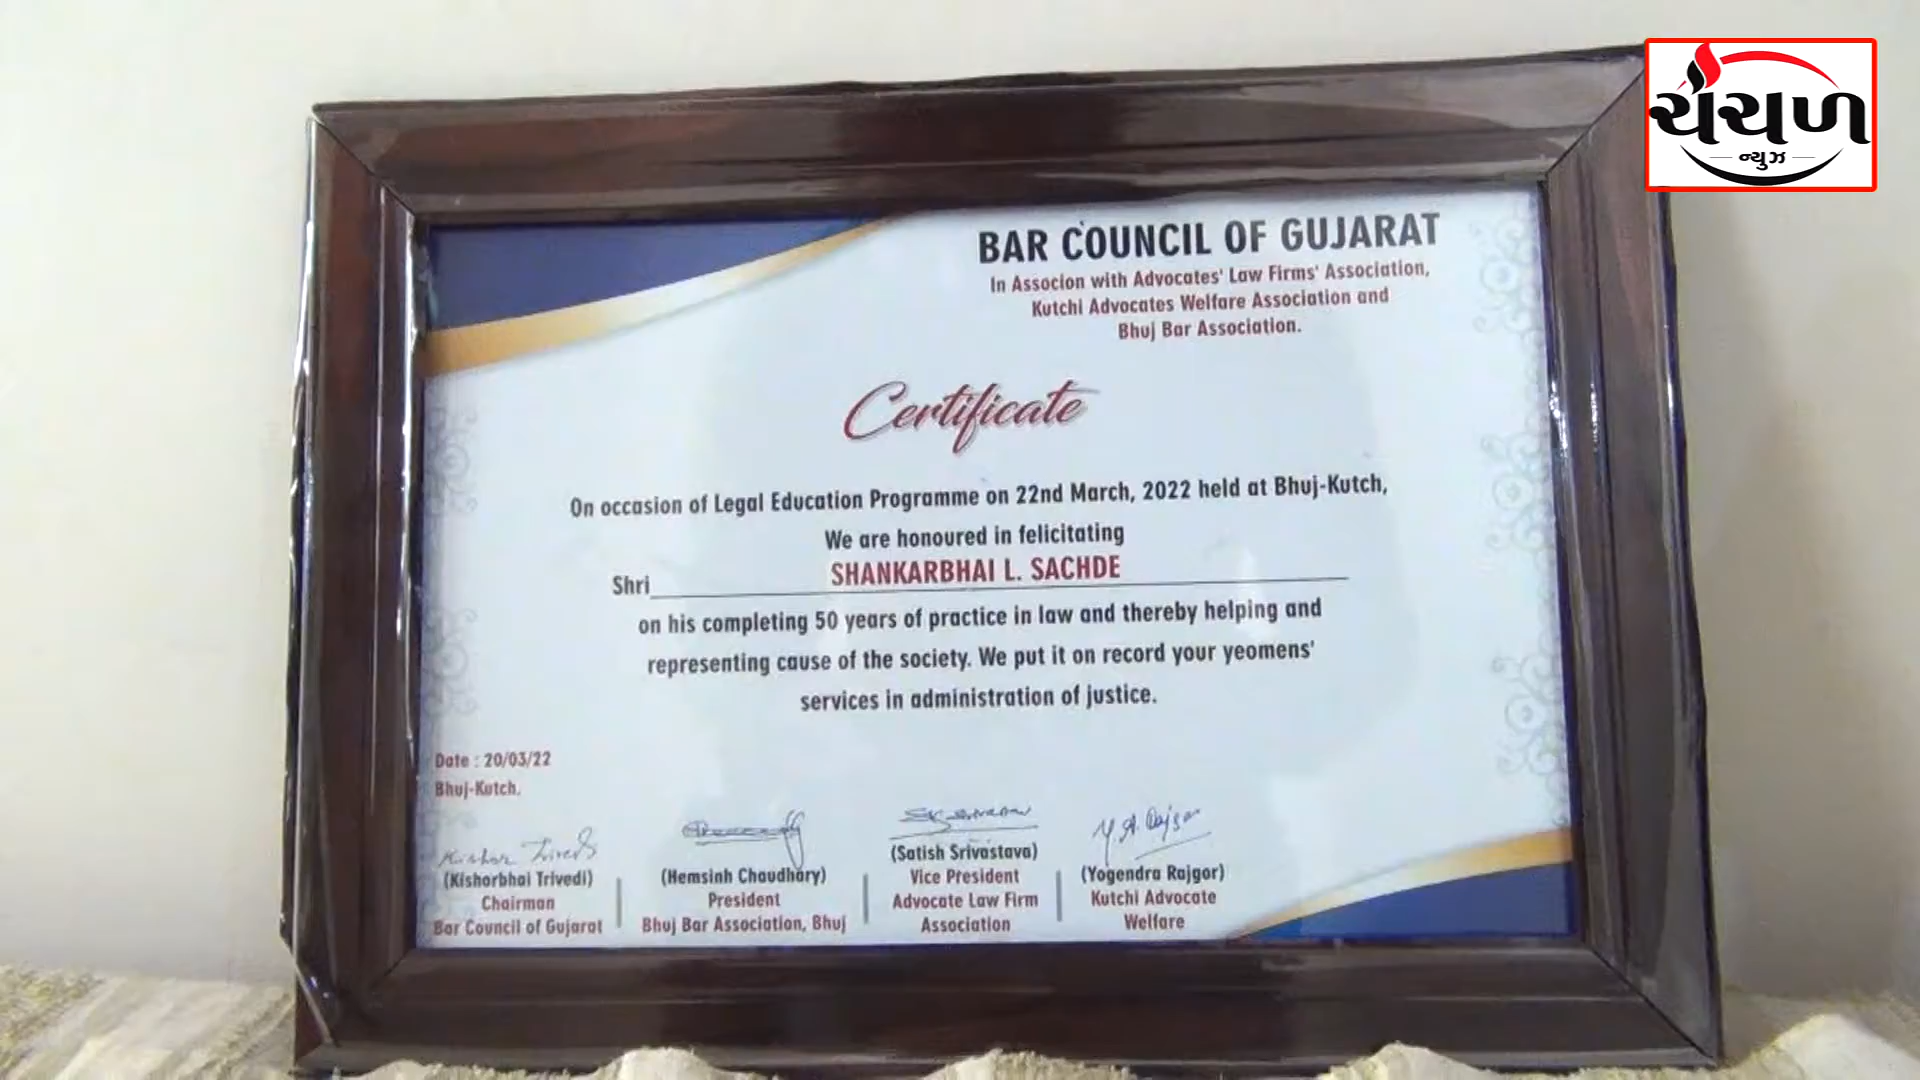 ચંચળ
ન્યુઝ
BAR COUNCIL OF GUJARAT
In Associon with Advocates' Law Firms' Association,
Kutchi Advocates Welfare Association and
Bhuj Bar Association.
Certificate
On occasion of Legal Education Programme on 22nd March, 2022 held at Bhuj-Kutch,
We are honoured in felicitating
Shri SHANKARBHAI L. SACHDE
on his completing 50 years of practice in law and thereby helping and
representing cause of the society. We put it on record your yeomens'
services in administration of justice.
Date : 20/03/22
Bhuj-Kutch.
Kishor Trivedi
(Kishorbhai Trivedi)
Chairman
Bar Council of Gujarat
(Hemsinh Chaudhary)
President
Bhuj Bar Association, Bhuj
(Satish Srivastava)
Vice President
Advocate Law Firm
Association
Y. A. Rajgor
(Yogendra Rajgor)
Kutchi Advocate
Welfare